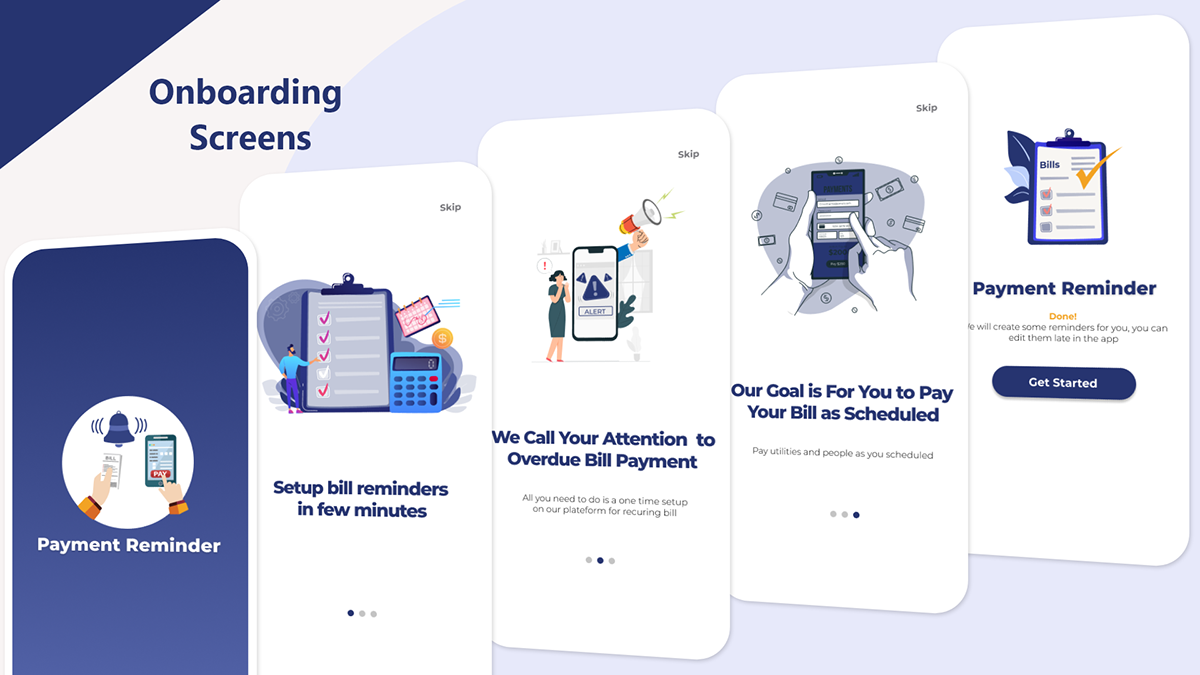 Onboarding
Screens
BILL
PAY
Payment Reminder
Skip
Setup bill reminders
in few minutes
Skip
ALERT
We Call Your Attention to
Overdue Bill Payment
All you need to do is a one time setup
on our plateform for recuring bill
Skip
PAYMENTS
Our Goal is For You to Pay
Your Bill as Scheduled
Pay utilities and people as you scheduled
Bills
Payment Reminder
Done!
We will create some reminders for you, you can
edit them late in the app
Get Started